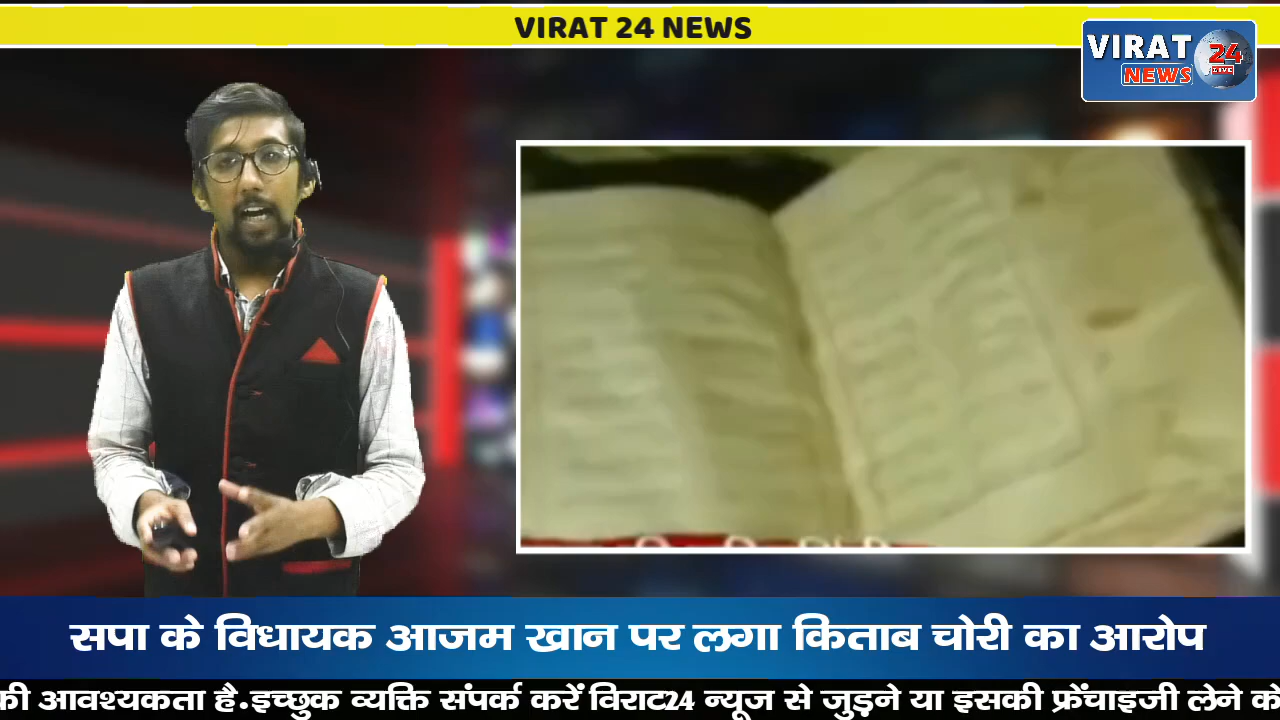 VIRAT 24 NEWS
VIRAT 24
NEWS LIVE
सपा के विधायक आजम खान पर लगा किताब चोरी का आरोप
की आवश्यकता है.इच्छुक व्यक्ति संपर्क करें विराट24 न्यूज से जुड़ने या इसकी फ्रेंचाइजी लेने के